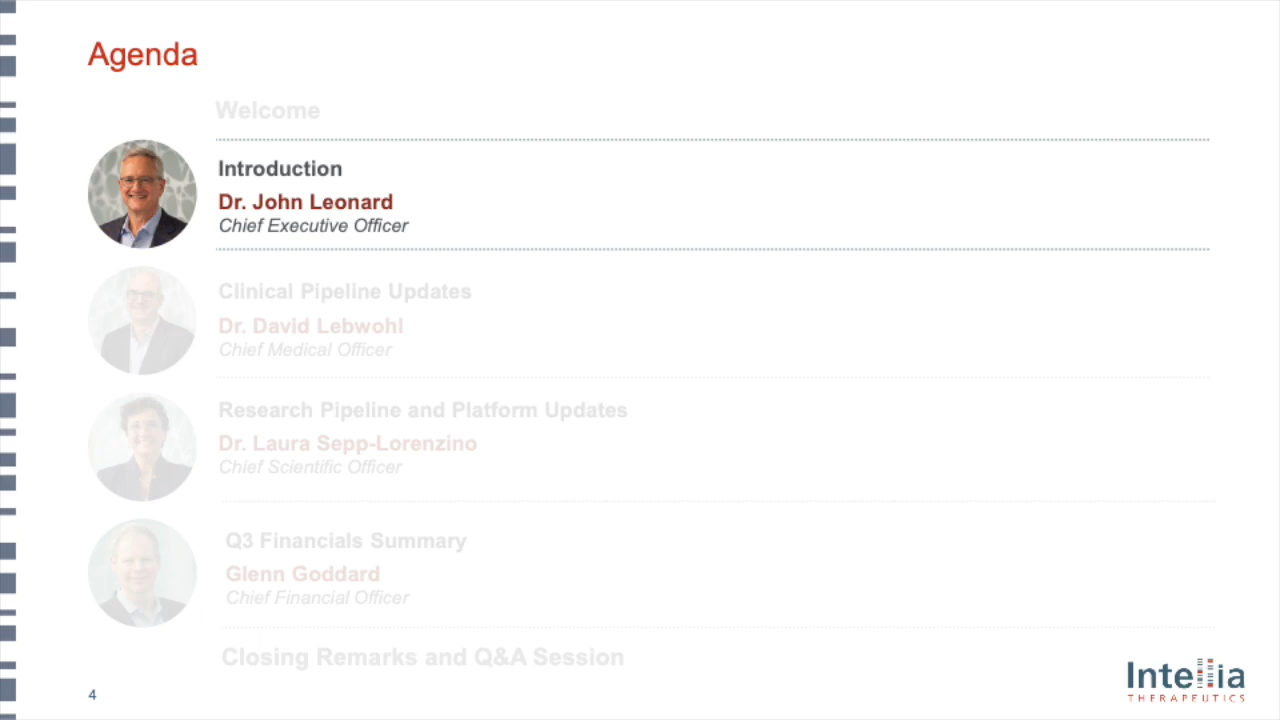 Agenda
Welcome
Introduction
Dr. John Leonard
Chief Executive Officer
Clinical Pipeline Updates
Dr. David Lebwohl
Chief Medical Officer
Research Pipeline and Platform Updates
Dr. Laura Sepp-Lorenzino
Chief Scientific Officer
Q3 Financials Summary
Glenn Goddard
Chief Financial Officer
Closing Remarks and Q&A Session
4
Intellia
THERAPEUTICS